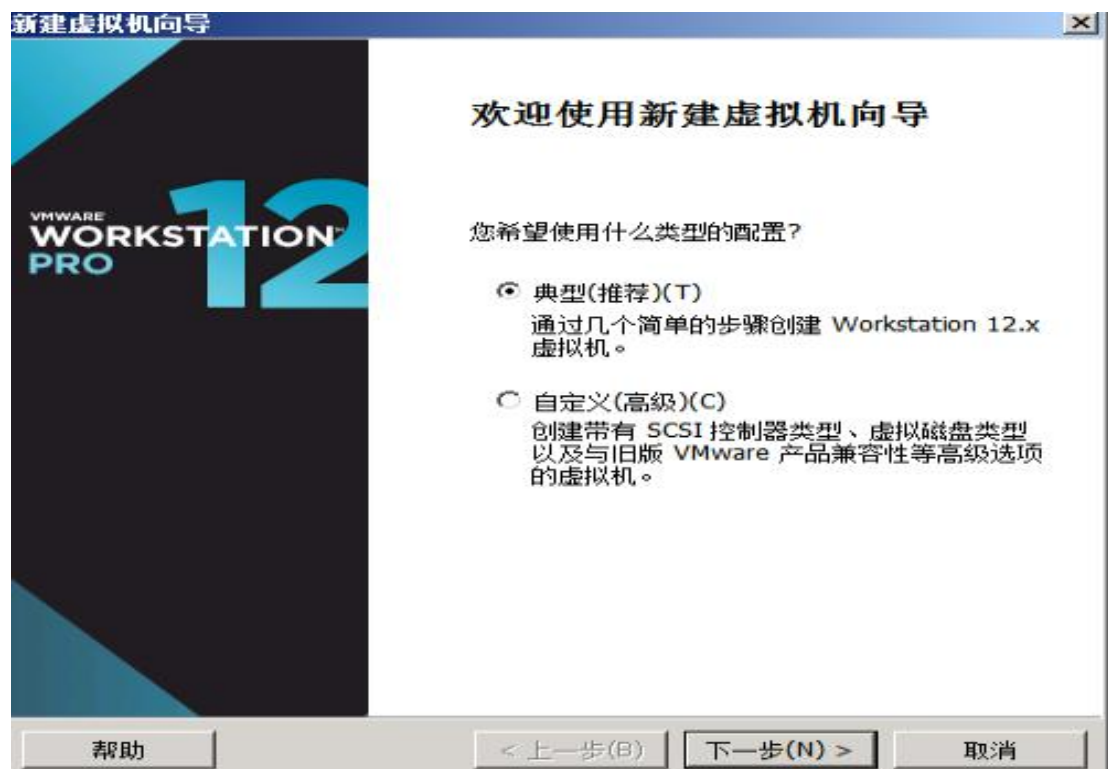 新建虚拟机向导
欢迎使用新建虚拟机向导
VMWARE
WORKSTATION™
PRO
12
您希望使用什么类型的配置?
典型(推荐)(T)
通过几个简单的步骤创建 Workstation 12.x
虚拟机。
自定义(高级)(C)
创建带有 SCSI 控制器类型、虚拟磁盘类型
以及与旧版 VMware 产品兼容性等高级选项
的虚拟机。
帮助
< 上一步(B)
下一步(N) >
取消